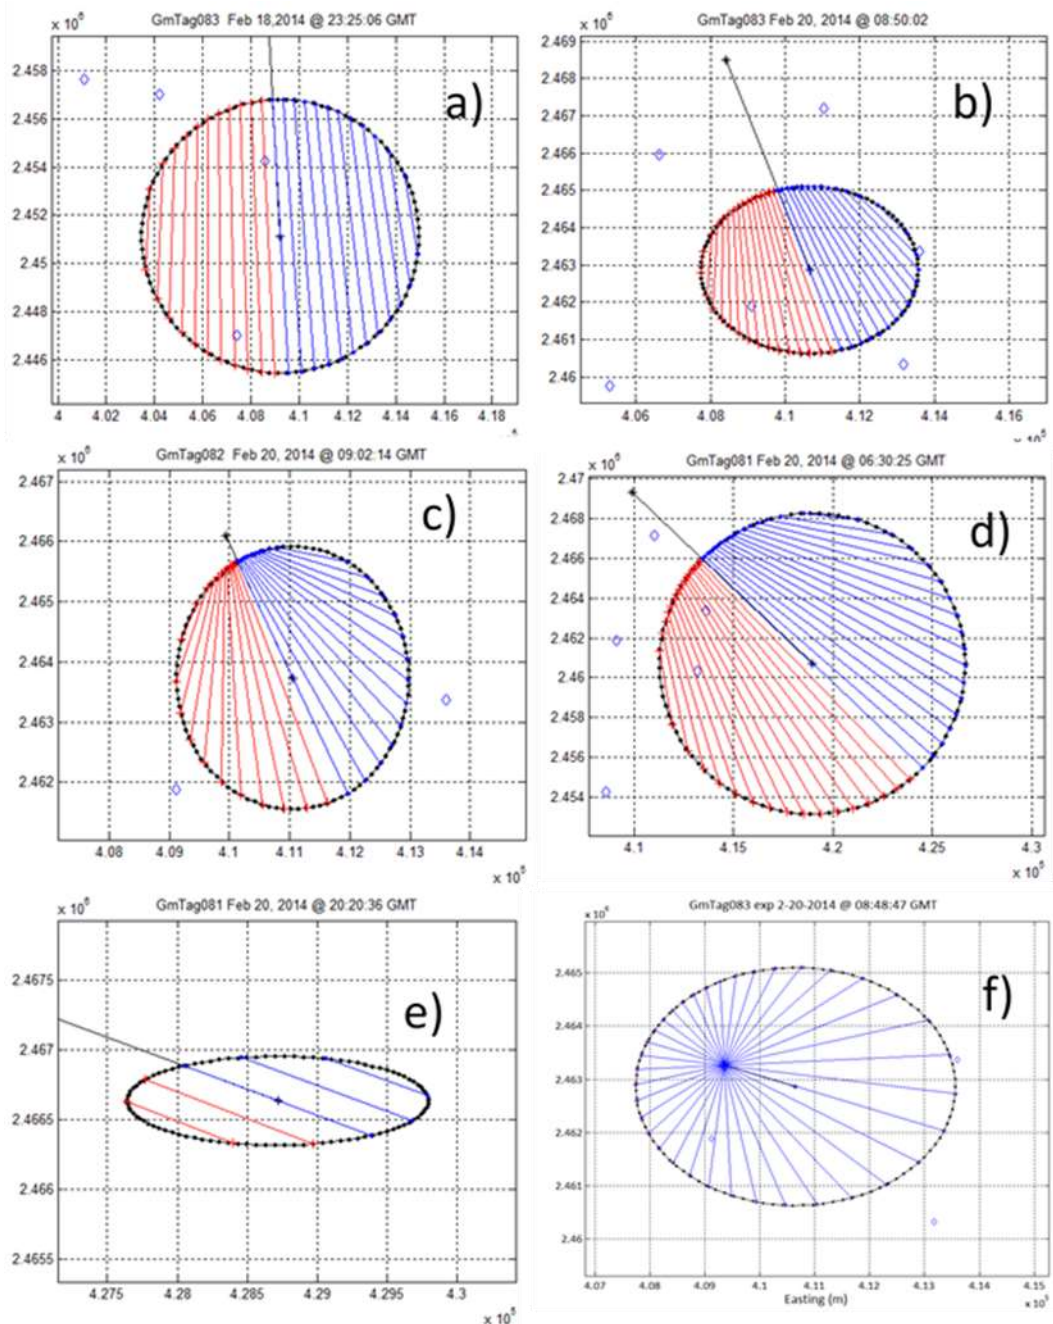 GmTag083 Feb 18,2014 @ 23:25:06 GMT
x 10⁶
a)
2.458
2.456
2.454
2.452
2.45
2.448
2.446
4 4.02 4.04 4.06 4.08 4.1 4.12 4.14 4.16 4.18
GmTag083 Feb 20, 2014 @ 08:50:02
x 10⁶
b)
2.469
2.468
2.467
2.466
2.465
2.464
2.463
2.462
2.461
2.46
4.06 4.08 4.1 4.12 4.14 4.16
x 10⁵
GmTag082 Feb 20, 2014 @ 09:02:14 GMT
x 10⁶
c)
2.467
2.466
2.465
2.464
2.463
2.462
4.08 4.09 4.1 4.11 4.12 4.13 4.14
x 10⁵
GmTag081 Feb 20, 2014 @ 06:30:25 GMT
x 10⁶
d)
2.47
2.468
2.466
2.464
2.462
2.46
2.458
2.456
2.454
4.1 4.15 4.2 4.25 4.3
x 10⁵
GmTag081 Feb 20, 2014 @ 20:20:36 GMT
x 10⁶
e)
2.4675
2.467
2.4665
2.466
2.4655
4.275 4.28 4.285 4.29 4.295 4.3
x 10⁵
GmTag083 exp 2-20-2014 @ 08:48:47 GMT
x 10⁶
f)
2.465
2.464
2.463
2.462
2.461
2.46
4.07 4.08 4.09 4.1 4.11 4.12 4.13 4.14 4.15
Easting (m)
x 10⁵